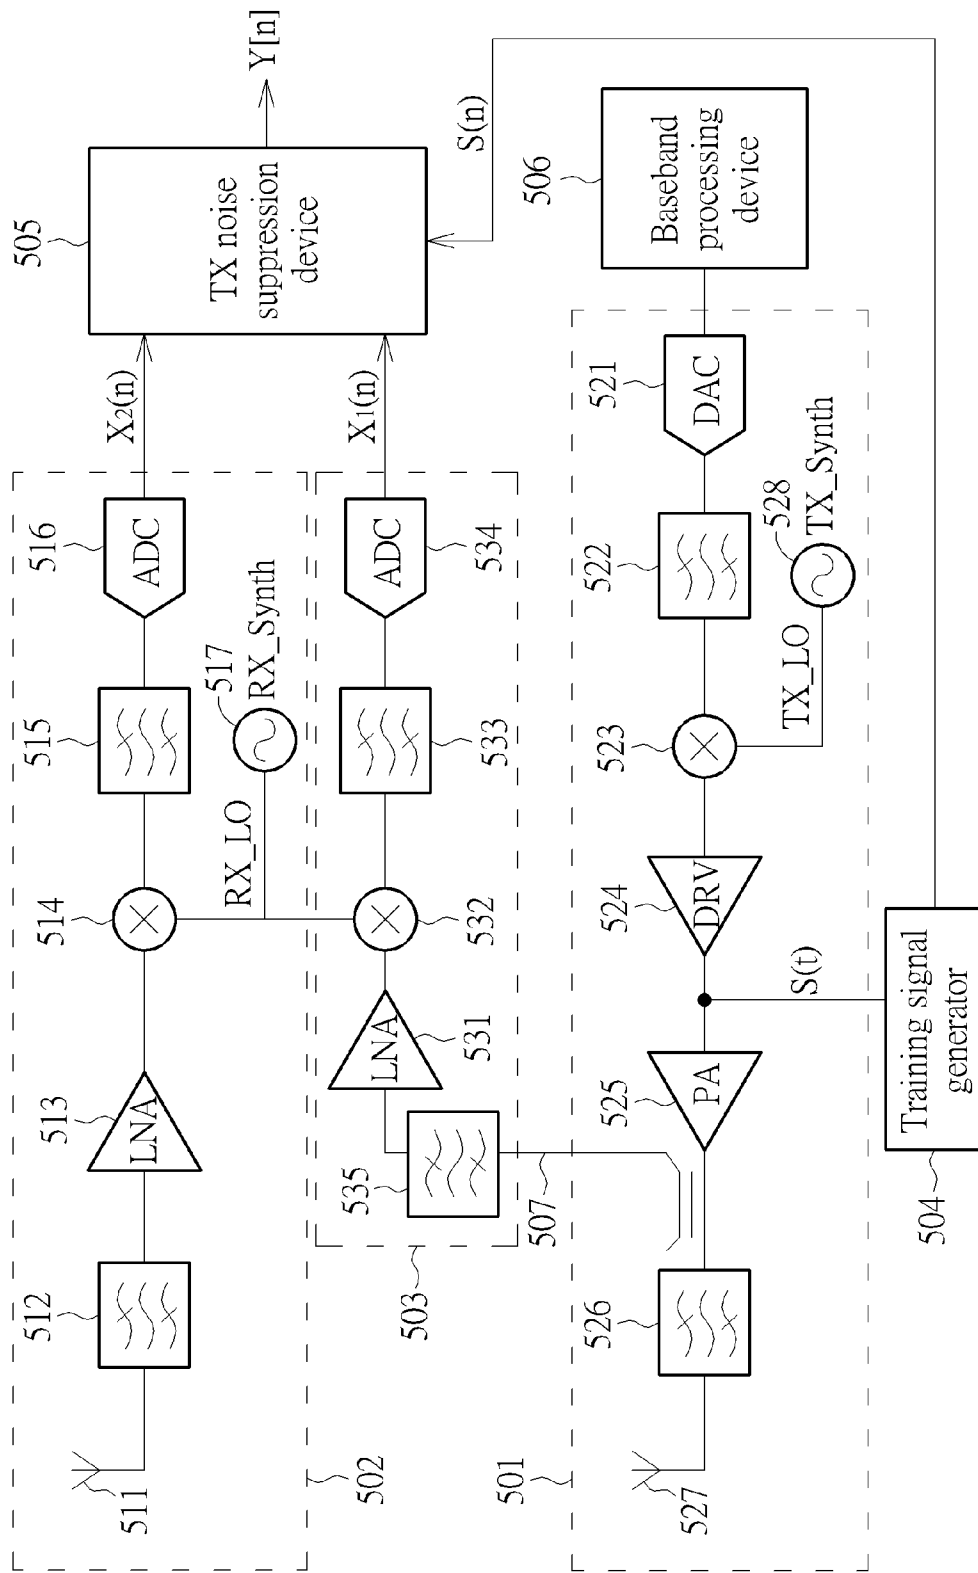 511
512
513
LNA
514
515
516
ADC
X2(n)
505
TX noise
suppression
device
Y[n]
RX_LO
517
RX_Synth
502
503
535
531
LNA
532
533
534
ADC
X1(n)
S(n)
507
501
527
526
525
PA
524
DRV
523
522
521
DAC
506
Baseband
processing
device
TX_LO
528
TX_Synth
S(t)
504
Training signal
generator